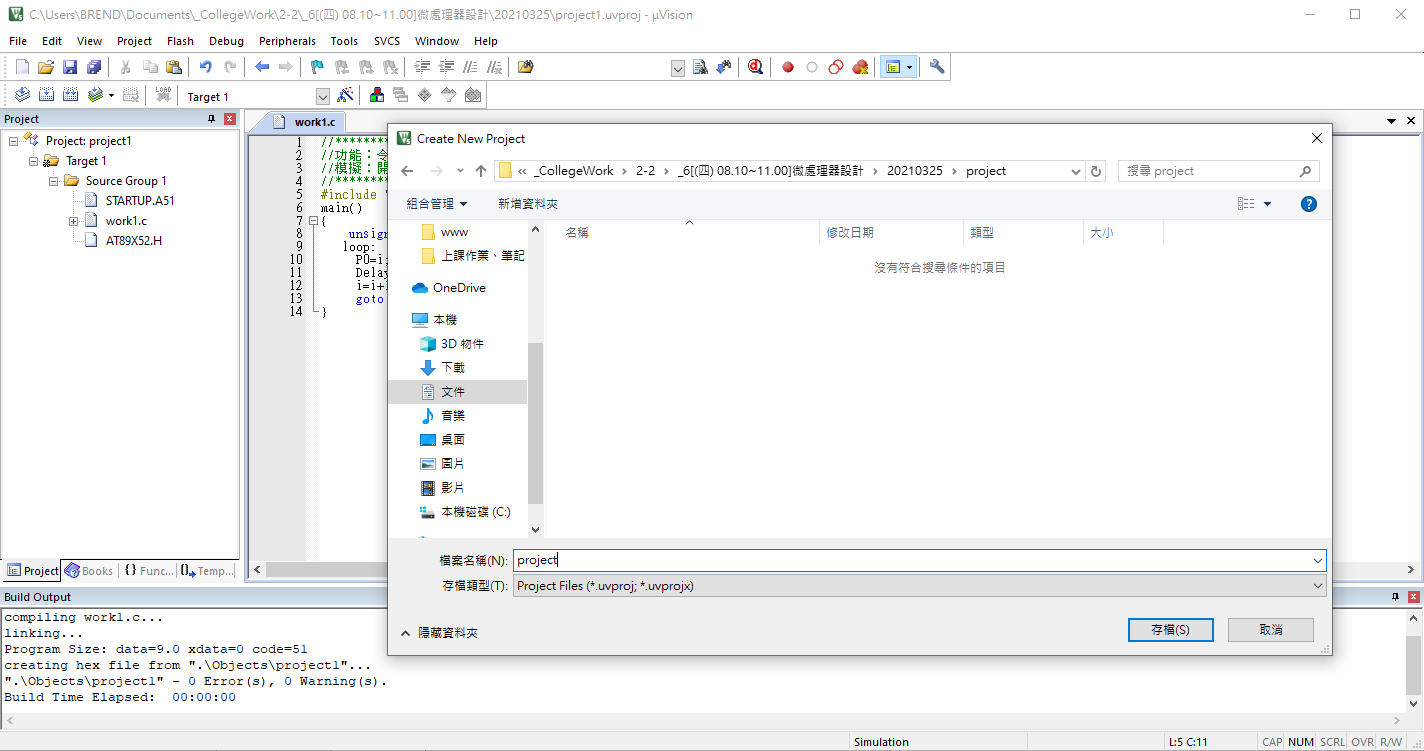 C:\Users\BREND\Documents\_CollegeWork\2-2\_6[(四) 08.10~11.00]微處理器設計\20210325\project1.uvproj - µVision
File Edit View Project Flash Debug Peripherals Tools SVCS Window Help
LOAD
Target 1
Project
Project: project1
Target 1
Source Group 1
STARTUP.A51
work1.c
AT89X52.H
Project Books {} Func... Temp...
work1.c
1 //*********
2 //功能：令
3 //模擬：開
4 //*********
5 #include
6 main()
7 {
8 unsign
9 loop:
10 P0=i;
11 Delay
12 i=i+1
13 goto
14 }
Create New Project
« _CollegeWork › 2-2 › _6[(四) 08.10~11.00]微處理器設計 › 20210325 › project
搜尋 project
組合管理 新增資料夾
www
上課作業、筆記
OneDrive
本機
3D 物件
下載
文件
音樂
桌面
圖片
影片
本機磁碟 (C:)
名稱 修改日期 類型 大小
沒有符合搜尋條件的項目
檔案名稱(N): project
存檔類型(T): Project Files (*.uvproj; *.uvprojx)
隱藏資料夾
存檔(S) 取消
Build Output
compiling work1.c...
linking...
Program Size: data=9.0 xdata=0 code=51
creating hex file from ".\Objects\project1"...
".\Objects\project1" - 0 Error(s), 0 Warning(s).
Build Time Elapsed:  00:00:00
Simulation
L:5 C:11
CAP NUM SCRL OVR R/W